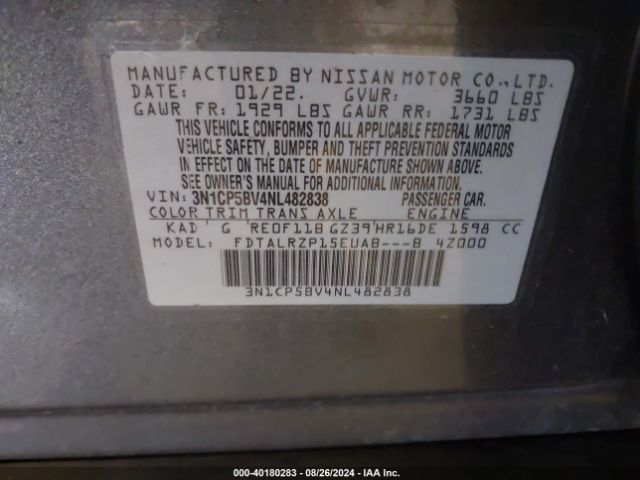 MANUFACTURED BY NISSAN MOTOR CO., LTD.
DATE: 01/22. GVWR: 3660 LBS
GAWR FR: 1929 LBS GAWR RR: 1731 LBS
THIS VEHICLE CONFORMS TO ALL APPLICABLE FEDERAL MOTOR
VEHICLE SAFETY, BUMPER AND THEFT PREVENTION STANDARDS
IN EFFECT ON THE DATE OF MANUFACTURE SHOWN ABOVE.
SEE OWNER'S MANUAL FOR ADDITIONAL INFORMATION.
VIN: 3N1CP5BV4NL482838 PASSENGER CAR.
COLOR TRIM TRANS AXLE ENGINE
KAD G RE0F11B GZ39 HR16DE 1598 CC
MODEL: FDTALRZP15EUAB---B 4Z000
3N1CP5BV4NL482838
000-40180283 - 08/26/2024 - IAA Inc.